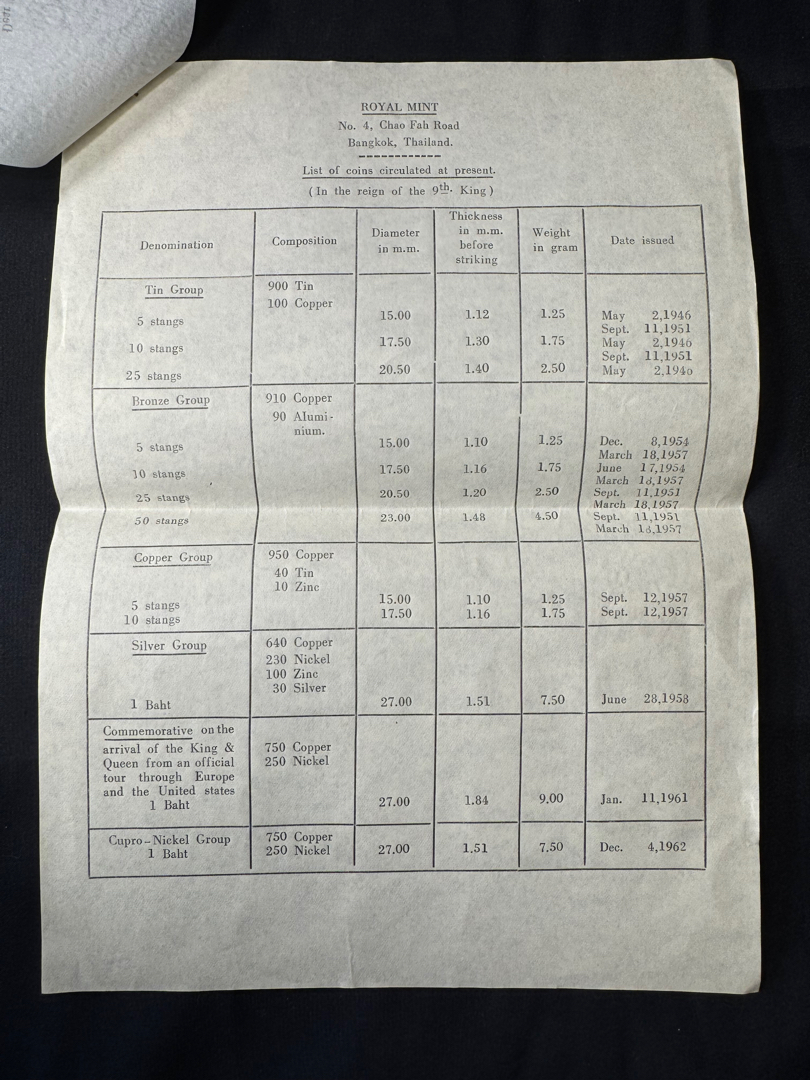 ROYAL MINT
No. 4, Chao Fah Road
Bangkok, Thailand.
List of coins circulated at present.
(In the reign of the 9th. King)
Denomination Composition Diameter in m.m. Thickness in m.m. before striking Weight in gram Date issued
Tin Group 900 Tin
100 Copper
5 stangs 15.00 1.12 1.25 May 2,1946
Sept. 11,1951
10 stangs 17.50 1.30 1.75 May 2,1946
Sept. 11,1951
25 stangs 20.50 1.40 2.50 May 2,1946
Bronze Group 910 Copper
90 Alumi-
nium.
5 stangs 15.00 1.10 1.25 Dec. 8,1954
March 18,1957
10 stangs 17.50 1.16 1.75 June 17,1954
March 18,1957
25 stangs 20.50 1.20 2.50 Sept. 11,1951
March 18,1957
50 stangs 23.00 1.48 4.50 Sept. 11,1951
March 18,1957
Copper Group 950 Copper
40 Tin
10 Zinc
5 stangs 15.00 1.10 1.25 Sept. 12,1957
10 stangs 17.50 1.16 1.75 Sept. 12,1957
Silver Group 640 Copper
230 Nickel
100 Zinc
30 Silver
1 Baht 27.00 1.51 7.50 June 28,1958
Commemorative on the
arrival of the King & 750 Copper
Queen from an official 250 Nickel
tour through Europe
and the United states
1 Baht 27.00 1.84 9.00 Jan. 11,1961
Cupro-Nickel Group 750 Copper
1 Baht 250 Nickel 27.00 1.51 7.50 Dec. 4,1962